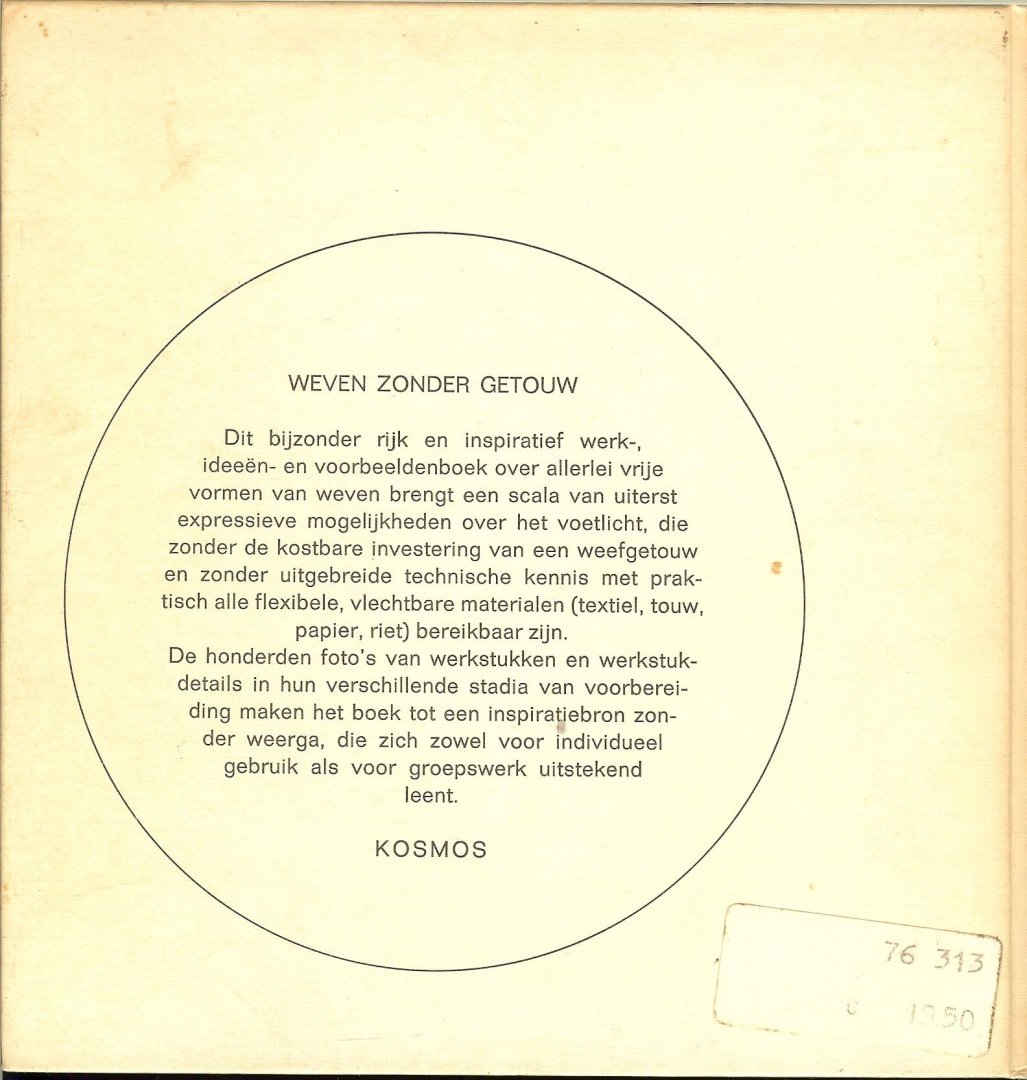 WEVEN ZONDER GETOUW
Dit bijzonder rijk en inspiratief werk-,
ideeën- en voorbeeldenboek over allerlei vrije
vormen van weven brengt een scala van uiterst
expressieve mogelijkheden over het voetlicht, die
zonder de kostbare investering van een weefgetouw
en zonder uitgebreide technische kennis met prak-
tisch alle flexibele, vlechtbare materialen (textiel, touw,
papier, riet) bereikbaar zijn.
De honderden foto's van werkstukken en werkstuk-
details in hun verschillende stadia van voorberei-
ding maken het boek tot een inspiratiebron zon-
der weerga, die zich zowel voor individueel
gebruik als voor groepswerk uitstekend
leent.
KOSMOS
76 313